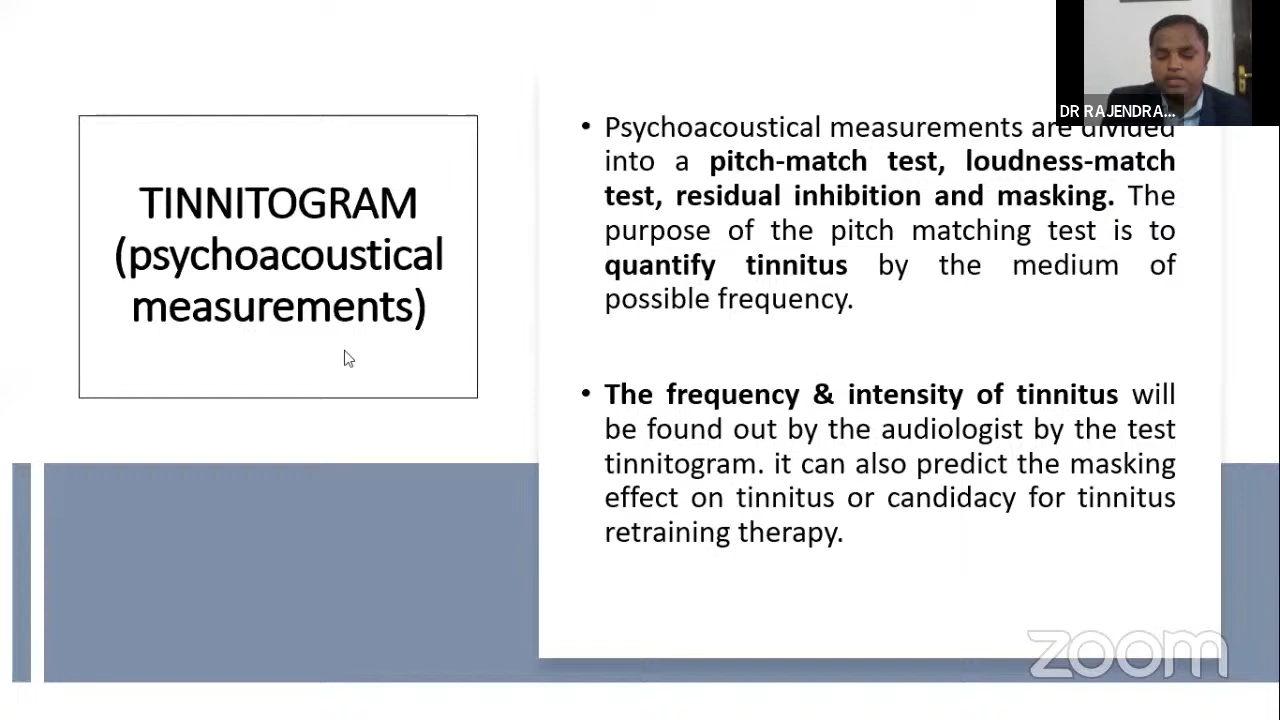 DR RAJENDRA...
TINNITOGRAM
(psychoacoustical
measurements)
• Psychoacoustical measurements are divided
into a pitch-match test, loudness-match
test, residual inhibition and masking. The
purpose of the pitch matching test is to
quantify tinnitus by the medium of
possible frequency.
• The frequency & intensity of tinnitus will
be found out by the audiologist by the test
tinnitogram. it can also predict the masking
effect on tinnitus or candidacy for tinnitus
retraining therapy.
zoom